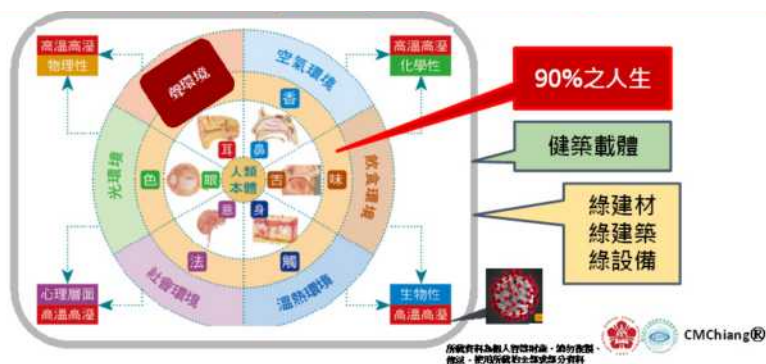 高溫高溼
物理性
聲環境
空氣環境
高溫高溼
化學性
90%之人生
香
光環境
色
耳
鼻
眼
人類
本體
舌
味
飲食環境
健築載體
意
身
法
觸
綠建材
綠建築
綠設備
心理層面
高溫高溼
社會環境
溫熱環境
生物性
高溫高溼
CMChiang®